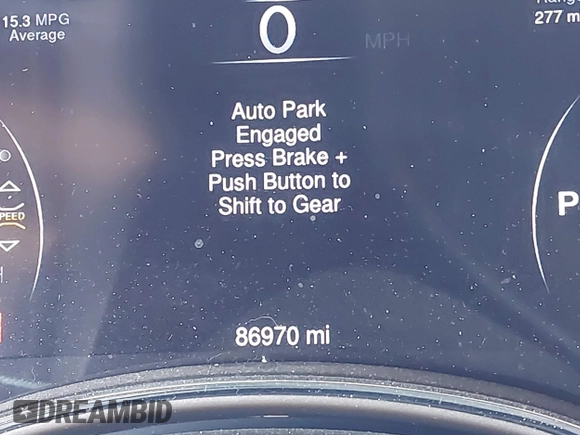 15.3 MPG
Average
0
MPH
277 m
Auto Park
Engaged
Press Brake +
Push Button to
Shift to Gear
SPEED
P
86970 mi
DREAMBID